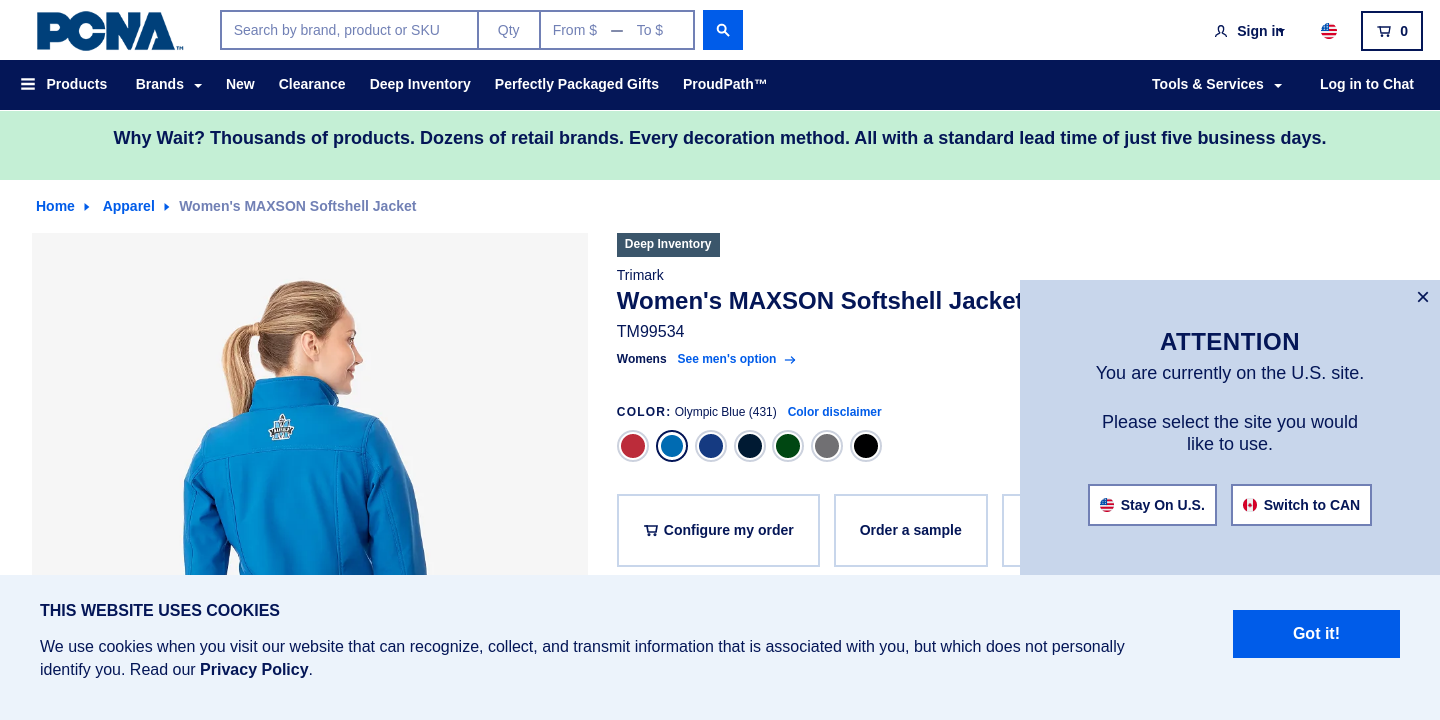 PCNA™
Search by brand, product or SKU
Qty
From $ — To $
Sign in
0
Products
Brands
New
Clearance
Deep Inventory
Perfectly Packaged Gifts
ProudPath™
Tools & Services
Log in to Chat
Why Wait? Thousands of products. Dozens of retail brands. Every decoration method. All with a standard lead time of just five business days.
Home
Apparel
Women's MAXSON Softshell Jacket
Deep Inventory
Trimark
Women's MAXSON Softshell Jacket
TM99534
Womens See men's option
COLOR: Olympic Blue (431) Color disclaimer
Configure my order
Order a sample
ATTENTION
You are currently on the U.S. site.
Please select the site you would
like to use.
Stay On U.S.
Switch to CAN
THIS WEBSITE USES COOKIES
We use cookies when you visit our website that can recognize, collect, and transmit information that is associated with you, but which does not personally
identify you. Read our Privacy Policy.
Got it!